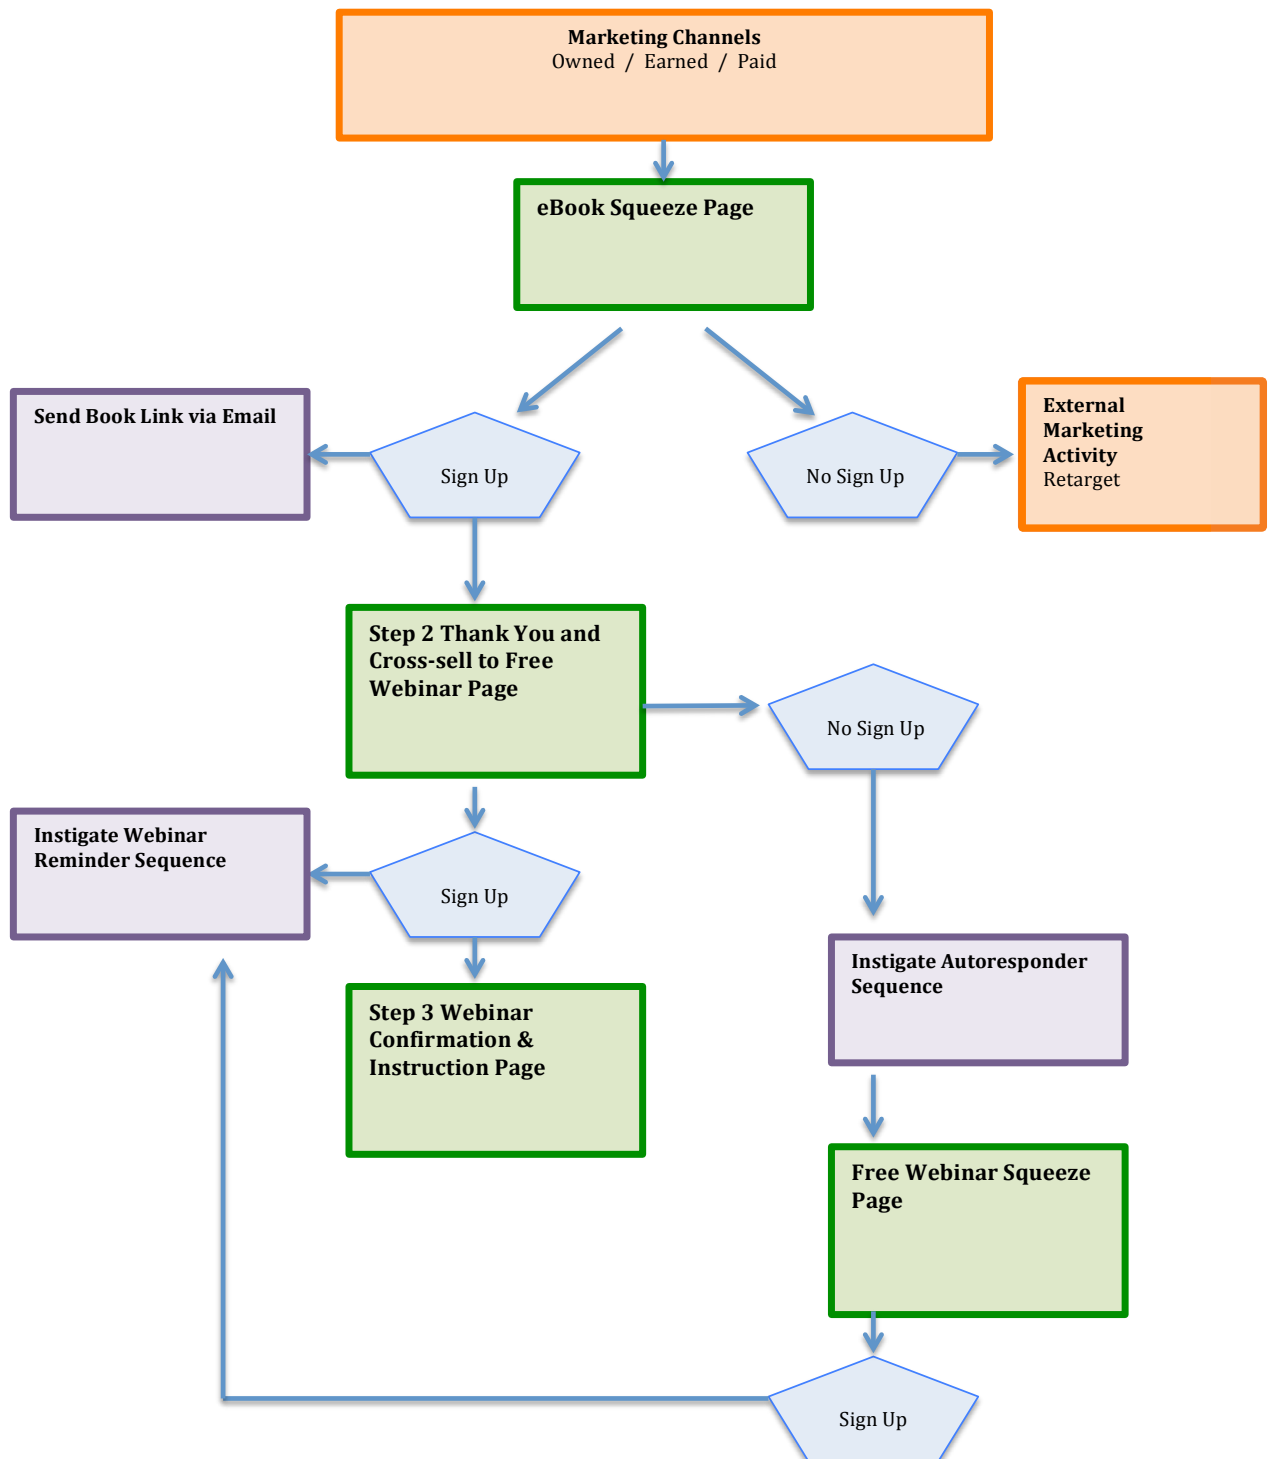 Marketing Channels
Owned / Earned / Paid
eBook Squeeze Page
Send Book Link via Email
Sign Up
No Sign Up
External
Marketing
Activity
Retarget
Step 2 Thank You and
Cross-sell to Free
Webinar Page
No Sign Up
Instigate Webinar
Reminder Sequence
Sign Up
Instigate Autoresponder
Sequence
Step 3 Webinar
Confirmation &
Instruction Page
Free Webinar Squeeze
Page
Sign Up